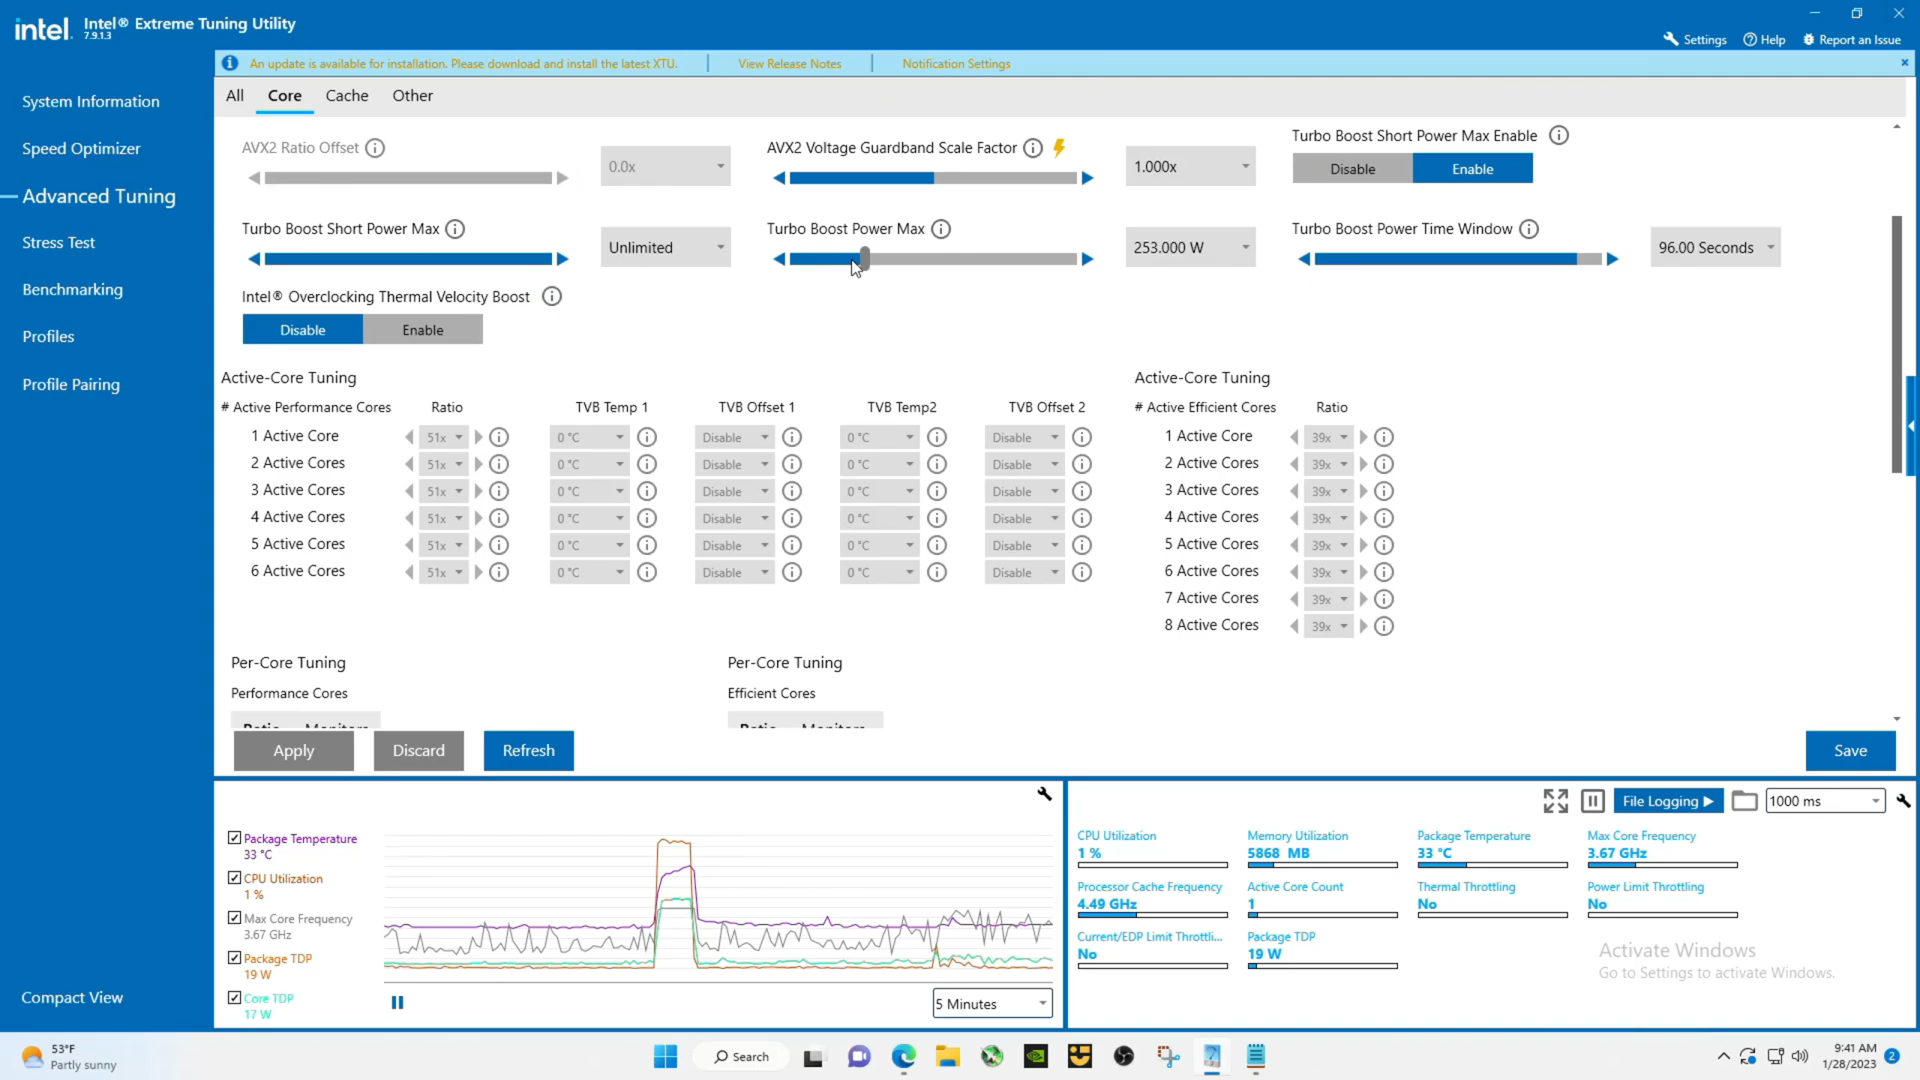 intel. Intel® Extreme Tuning Utility
7.9.1.3
Settings Help Report an Issue
An update is available for installation. Please download and install the latest XTU. View Release Notes Notification Settings
System Information
Speed Optimizer
Advanced Tuning
Stress Test
Benchmarking
Profiles
Profile Pairing
Compact View
All Core Cache Other
AVX2 Ratio Offset
0.0x
AVX2 Voltage Guardband Scale Factor
1.000x
Turbo Boost Short Power Max Enable
Disable Enable
Turbo Boost Short Power Max
Unlimited
Turbo Boost Power Max
253.000 W
Turbo Boost Power Time Window
96.00 Seconds
Intel® Overclocking Thermal Velocity Boost
Disable Enable
Active-Core Tuning
# Active Performance Cores Ratio TVB Temp 1 TVB Offset 1 TVB Temp2 TVB Offset 2
1 Active Core 51x 0 °C Disable 0 °C Disable
2 Active Cores 51x 0 °C Disable 0 °C Disable
3 Active Cores 51x 0 °C Disable 0 °C Disable
4 Active Cores 51x 0 °C Disable 0 °C Disable
5 Active Cores 51x 0 °C Disable 0 °C Disable
6 Active Cores 51x 0 °C Disable 0 °C Disable
Active-Core Tuning
# Active Efficient Cores Ratio
1 Active Core 39x
2 Active Cores 39x
3 Active Cores 39x
4 Active Cores 39x
5 Active Cores 39x
6 Active Cores 39x
7 Active Cores 39x
8 Active Cores 39x
Per-Core Tuning
Performance Cores
Ratio Monitors
Per-Core Tuning
Efficient Cores
Ratio Monitors
Apply Discard Refresh Save
Package Temperature
33 °C
CPU Utilization
1 %
Max Core Frequency
3.67 GHz
Package TDP
19 W
Core TDP
17 W
5 Minutes
File Logging 1000 ms
CPU Utilization Memory Utilization Package Temperature Max Core Frequency
1 % 5868 MB 33 °C 3.67 GHz
Processor Cache Frequency Active Core Count Thermal Throttling Power Limit Throttling
4.49 GHz 1 No No
Current/EDP Limit Throttli... Package TDP
No 19 W
Activate Windows
Go to Settings to activate Windows.
53°F
Partly sunny
Search
9:41 AM
1/28/2023
2